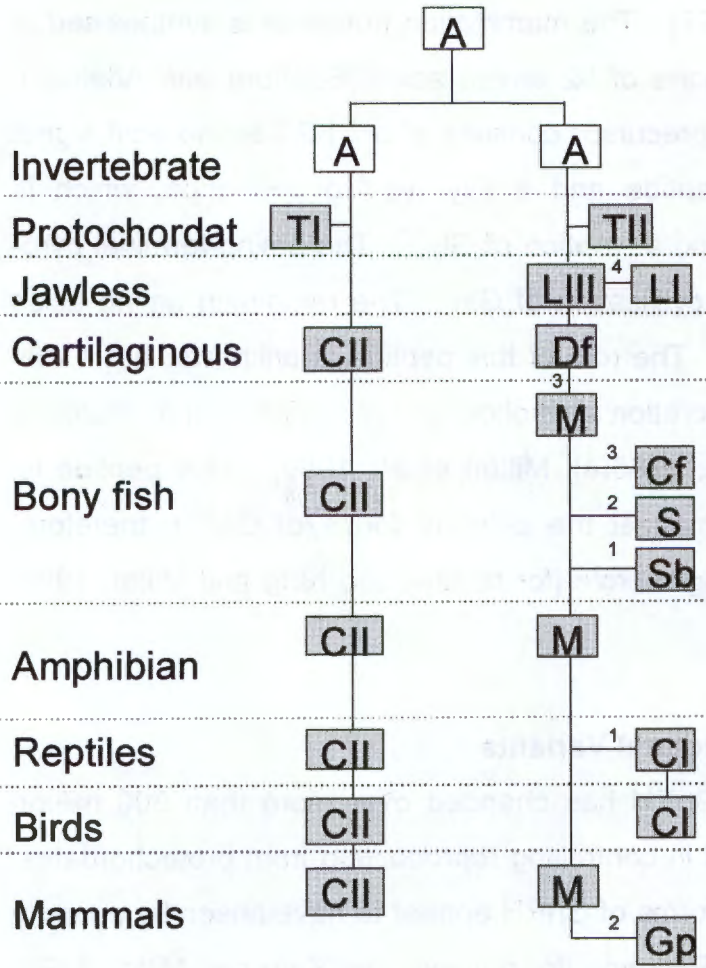 A
A A
Invertebrate
Protochordat TI TII
Jawless LIII 4 LI
Cartilaginous CII Df
3
M
3 Cf
Bony fish CII 2 S
1 Sb
Amphibian CII M
Reptiles CII 1 CI
Birds CII CI
Mammals CII M
2 Gp